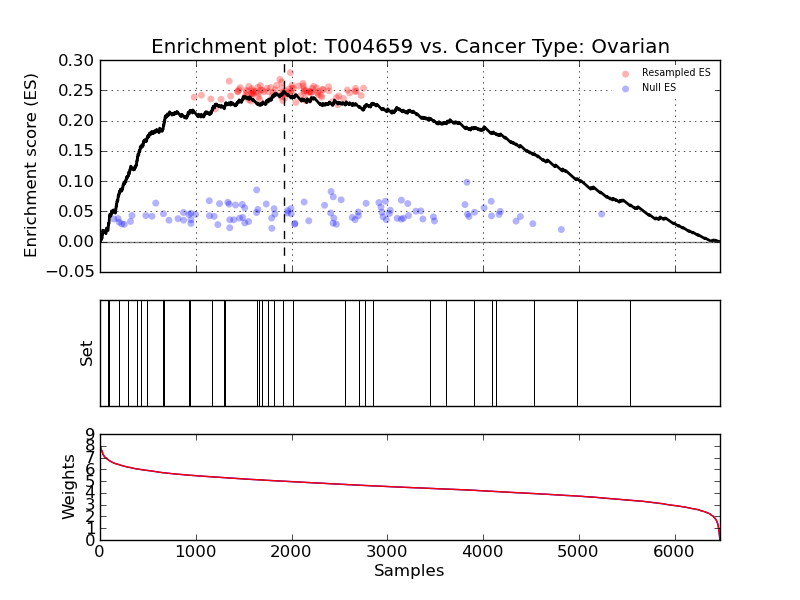 Enrichment plot: T004659 vs. Cancer Type: Ovarian
0.30
0.25
0.20
0.15
0.10
0.05
0.00
−0.05
Enrichment score (ES)
Resampled ES
Null ES
Set
9
8
7
6
5
4
3
2
1
0
Weights
0 1000 2000 3000 4000 5000 6000
Samples